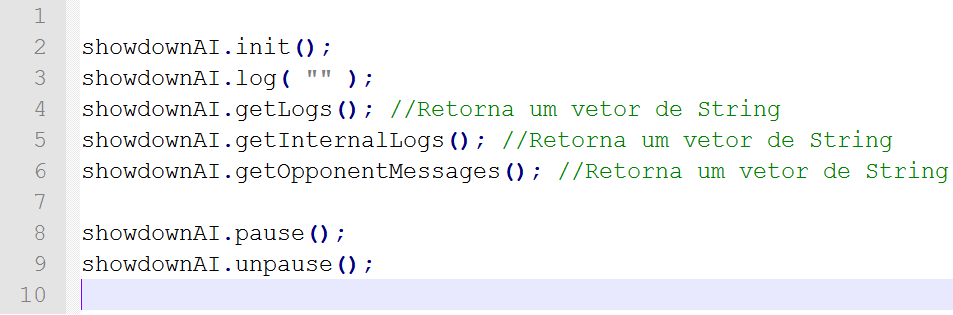 1
2 showdownAI.init();
3 showdownAI.log( "" );
4 showdownAI.getLogs(); //Retorna um vetor de String
5 showdownAI.getInternalLogs(); //Retorna um vetor de String
6 showdownAI.getOpponentMessages(); //Retorna um vetor de String
7
8 showdownAI.pause();
9 showdownAI.unpause();
10